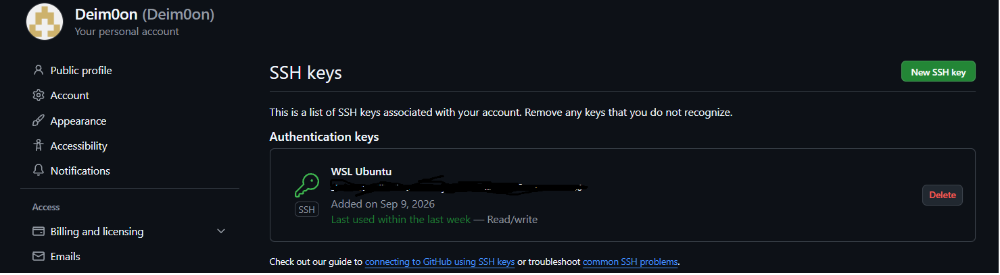 Deim0on (Deim0on)
Your personal account
Public profile
Account
Appearance
Accessibility
Notifications
Access
Billing and licensing
Emails
SSH keys
New SSH key
This is a list of SSH keys associated with your account. Remove any keys that you do not recognize.
Authentication keys
WSL Ubuntu
SSH
Added on Sep 9, 2026
Last used within the last week — Read/write
Delete
Check out our guide to connecting to GitHub using SSH keys or troubleshoot common SSH problems.